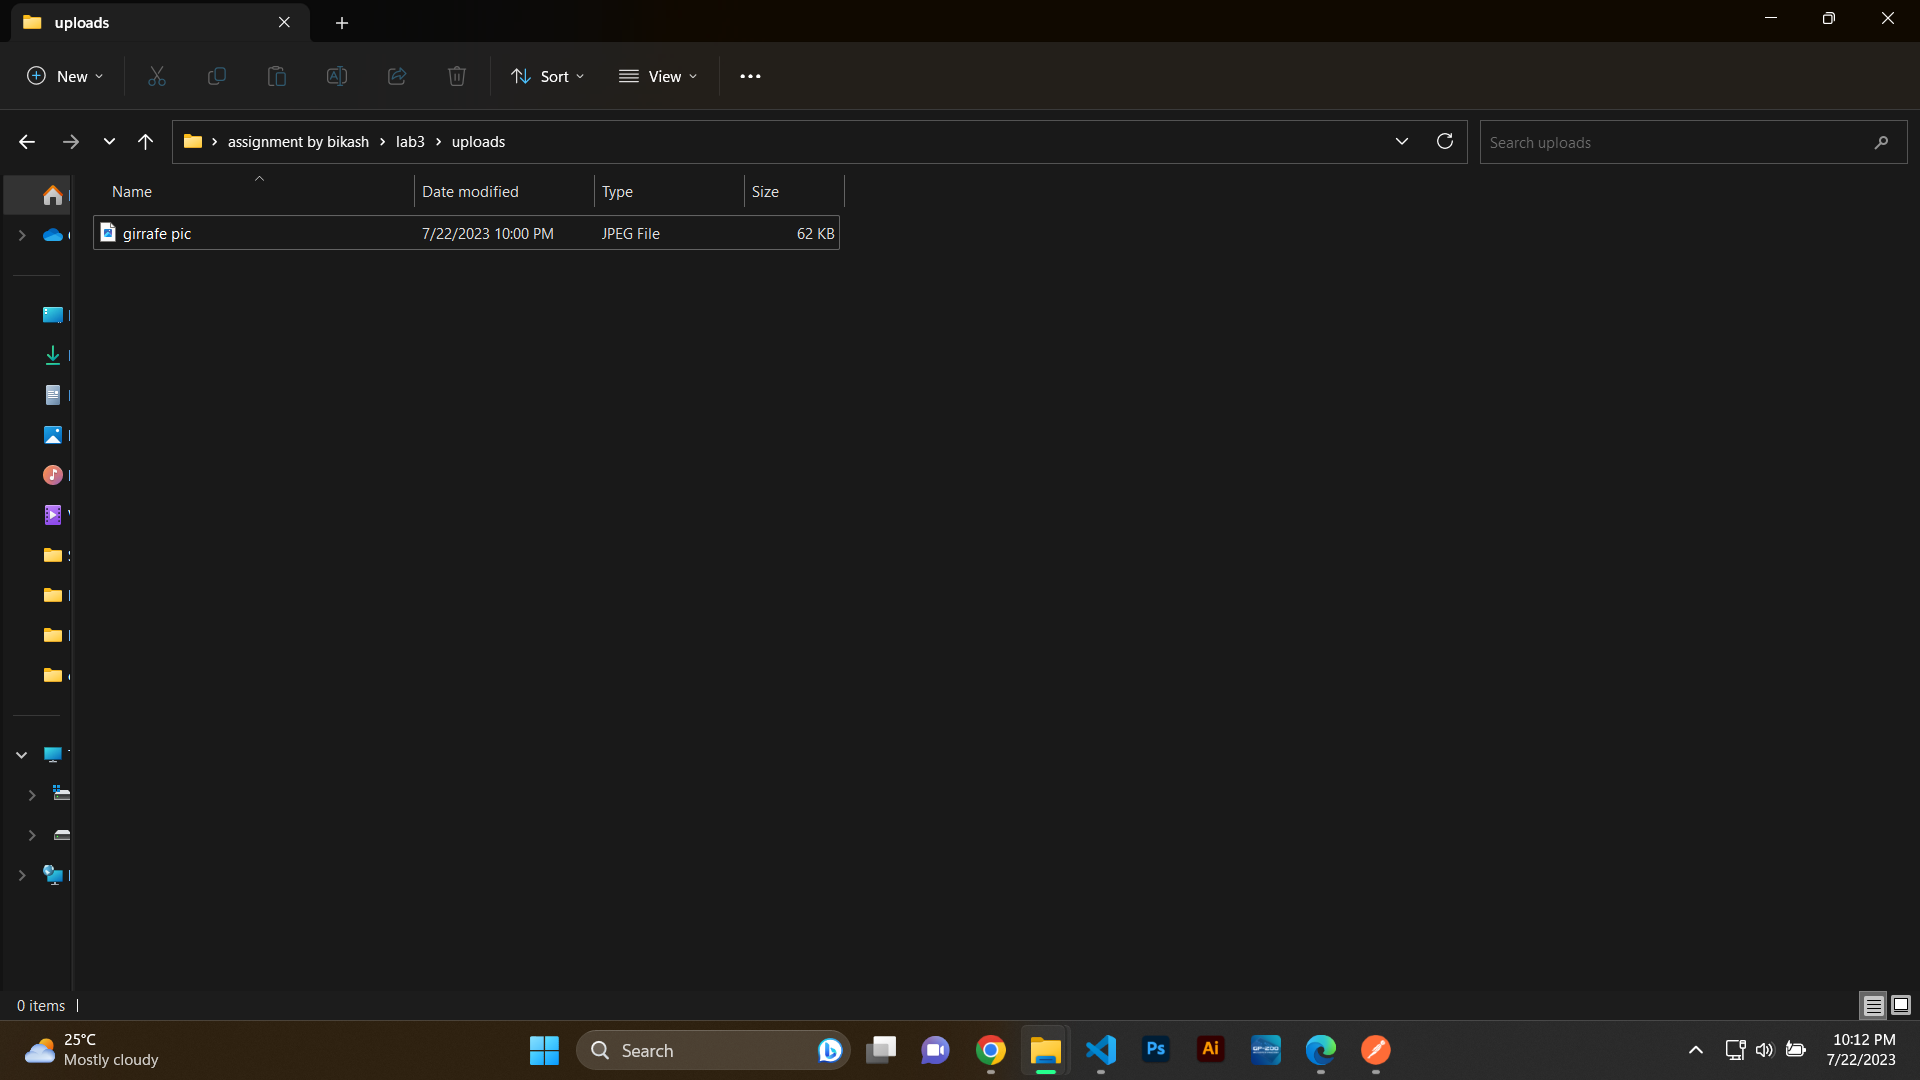 uploads
New
Sort
View
assignment by bikash
lab3
uploads
Search uploads
Name
Date modified
Type
Size
girrafe pic
7/22/2023 10:00 PM
JPEG File
62 KB
0 items
25°C
Mostly cloudy
Search
Ps
Ai
10:12 PM
7/22/2023